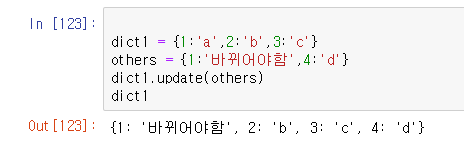 In [123]:
dict1 = {1:'a',2:'b',3:'c'}
others = {1:'바뀌어야함',4:'d'}
dict1.update(others)
dict1
Out[123]: {1: '바뀌어야함', 2: 'b', 3: 'c', 4: 'd'}